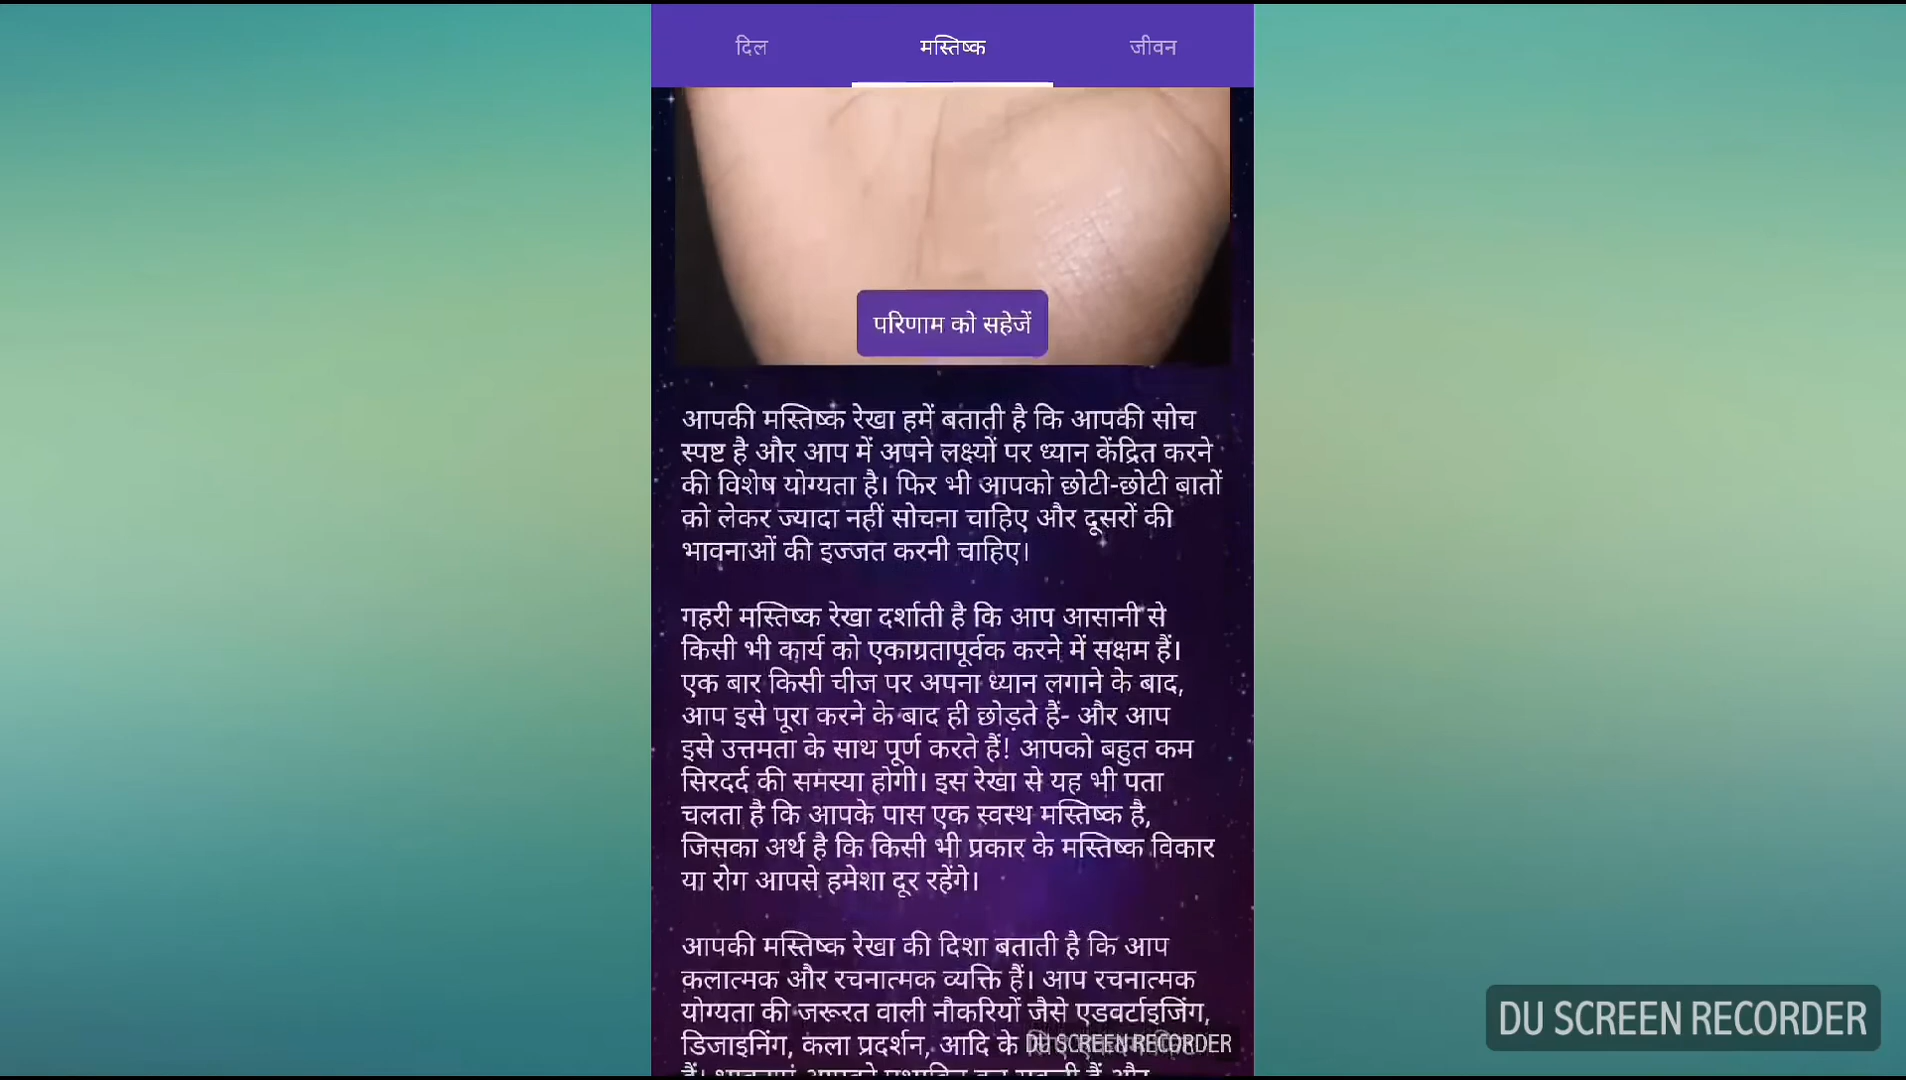 दिल
मस्तिष्क
जीवन
परिणाम को सहेजें
आपकी मस्तिष्क रेखा हमें बताती है कि आपकी सोच
स्पष्ट है और आप में अपने लक्ष्यों पर ध्यान केंद्रित करने
की विशेष योग्यता है। फिर भी आपको छोटी-छोटी बातों
को लेकर ज्यादा नहीं सोचना चाहिए और दूसरों की
भावनाओं की इज्जत करनी चाहिए।
गहरी मस्तिष्क रेखा दर्शाती है कि आप आसानी से
किसी भी कार्य को एकाग्रतापूर्वक करने में सक्षम हैं।
एक बार किसी चीज पर अपना ध्यान लगाने के बाद,
आप इसे पूरा करने के बाद ही छोड़ते हैं- और आप
इसे उत्तमता के साथ पूर्ण करते हैं! आपको बहुत कम
सिरदर्द की समस्या होगी। इस रेखा से यह भी पता
चलता है कि आपके पास एक स्वस्थ मस्तिष्क है,
जिसका अर्थ है कि किसी भी प्रकार के मस्तिष्क विकार
या रोग आपसे हमेशा दूर रहेंगे।
आपकी मस्तिष्क रेखा की दिशा बताती है कि आप
कलात्मक और रचनात्मक व्यक्ति हैं। आप रचनात्मक
योग्यता की जरूरत वाली नौकरियों जैसे एडवर्टाइजिंग,
डिजाइनिंग, कला प्रदर्शन, आदि के
DU SCREEN RECORDER
DU SCREEN RECORDER